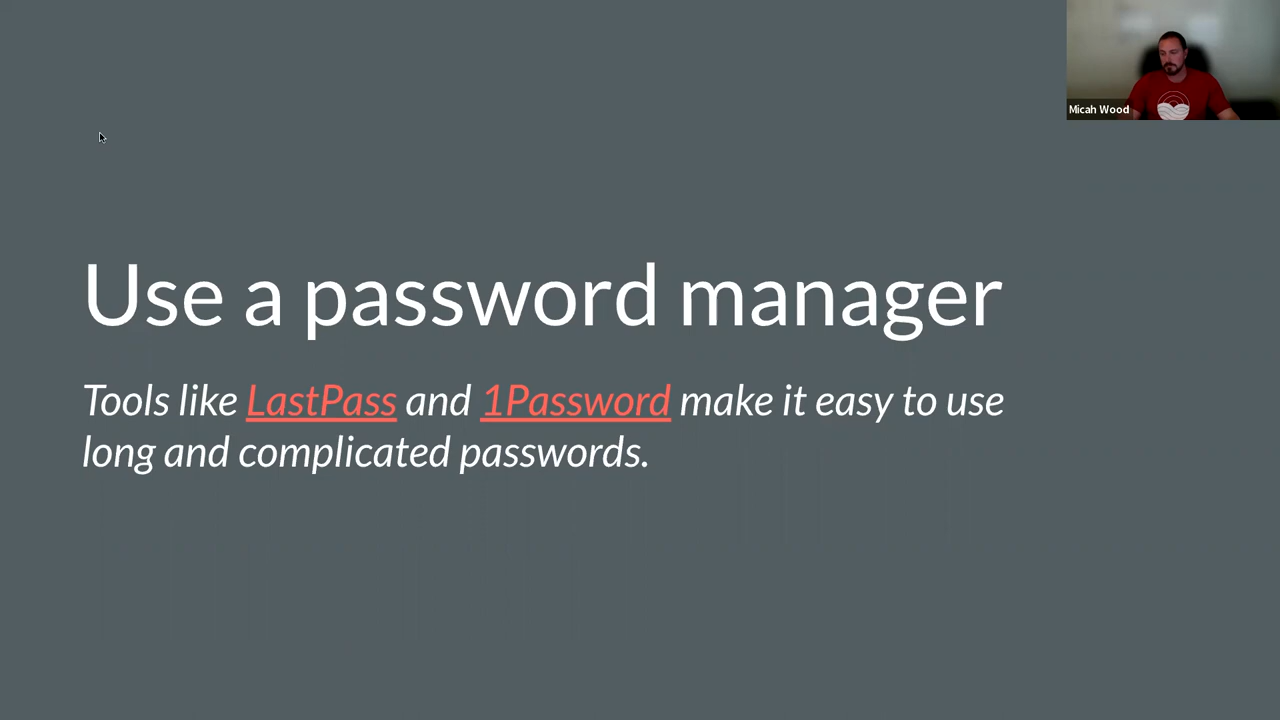 Micah Wood
Use a password manager
Tools like LastPass and 1Password make it easy to use
long and complicated passwords.